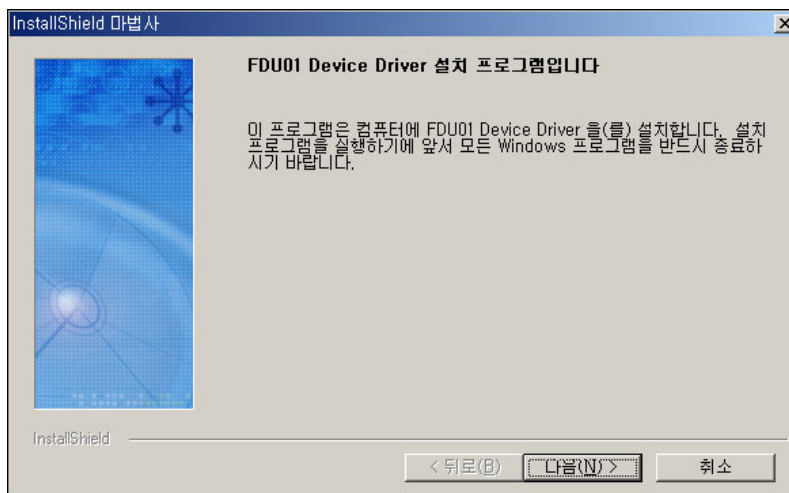 InstallShield 마법사
FDU01 Device Driver 설치 프로그램입니다
이 프로그램은 컴퓨터에 FDU01 Device Driver 을(를) 설치합니다. 설치
프로그램을 실행하기에 앞서 모든 Windows 프로그램을 반드시 종료하
시기 바랍니다.
InstallShield
< 뒤로(B)
다음(N) >
취소